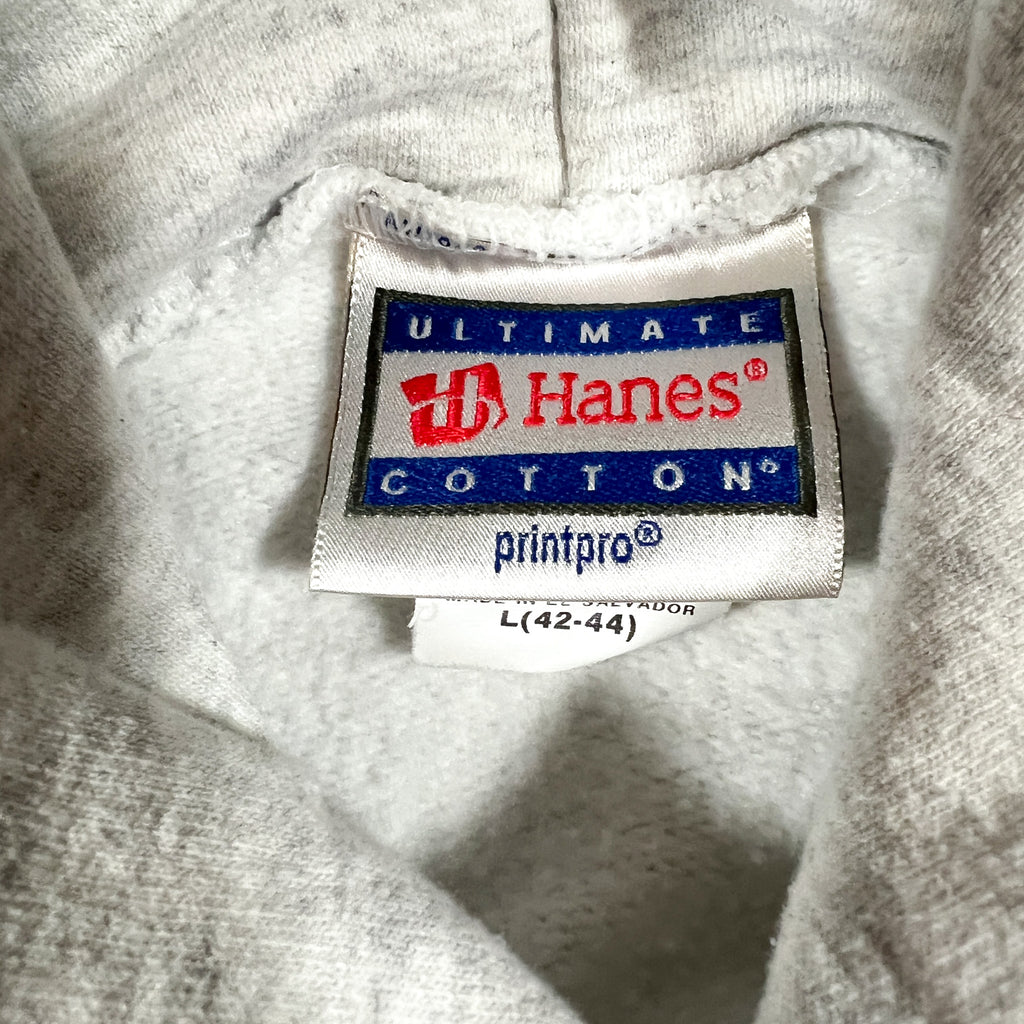 ULTIMATE
Hanes®
COTTON®
printpro®
MADE IN EL SALVADOR
L(42-44)